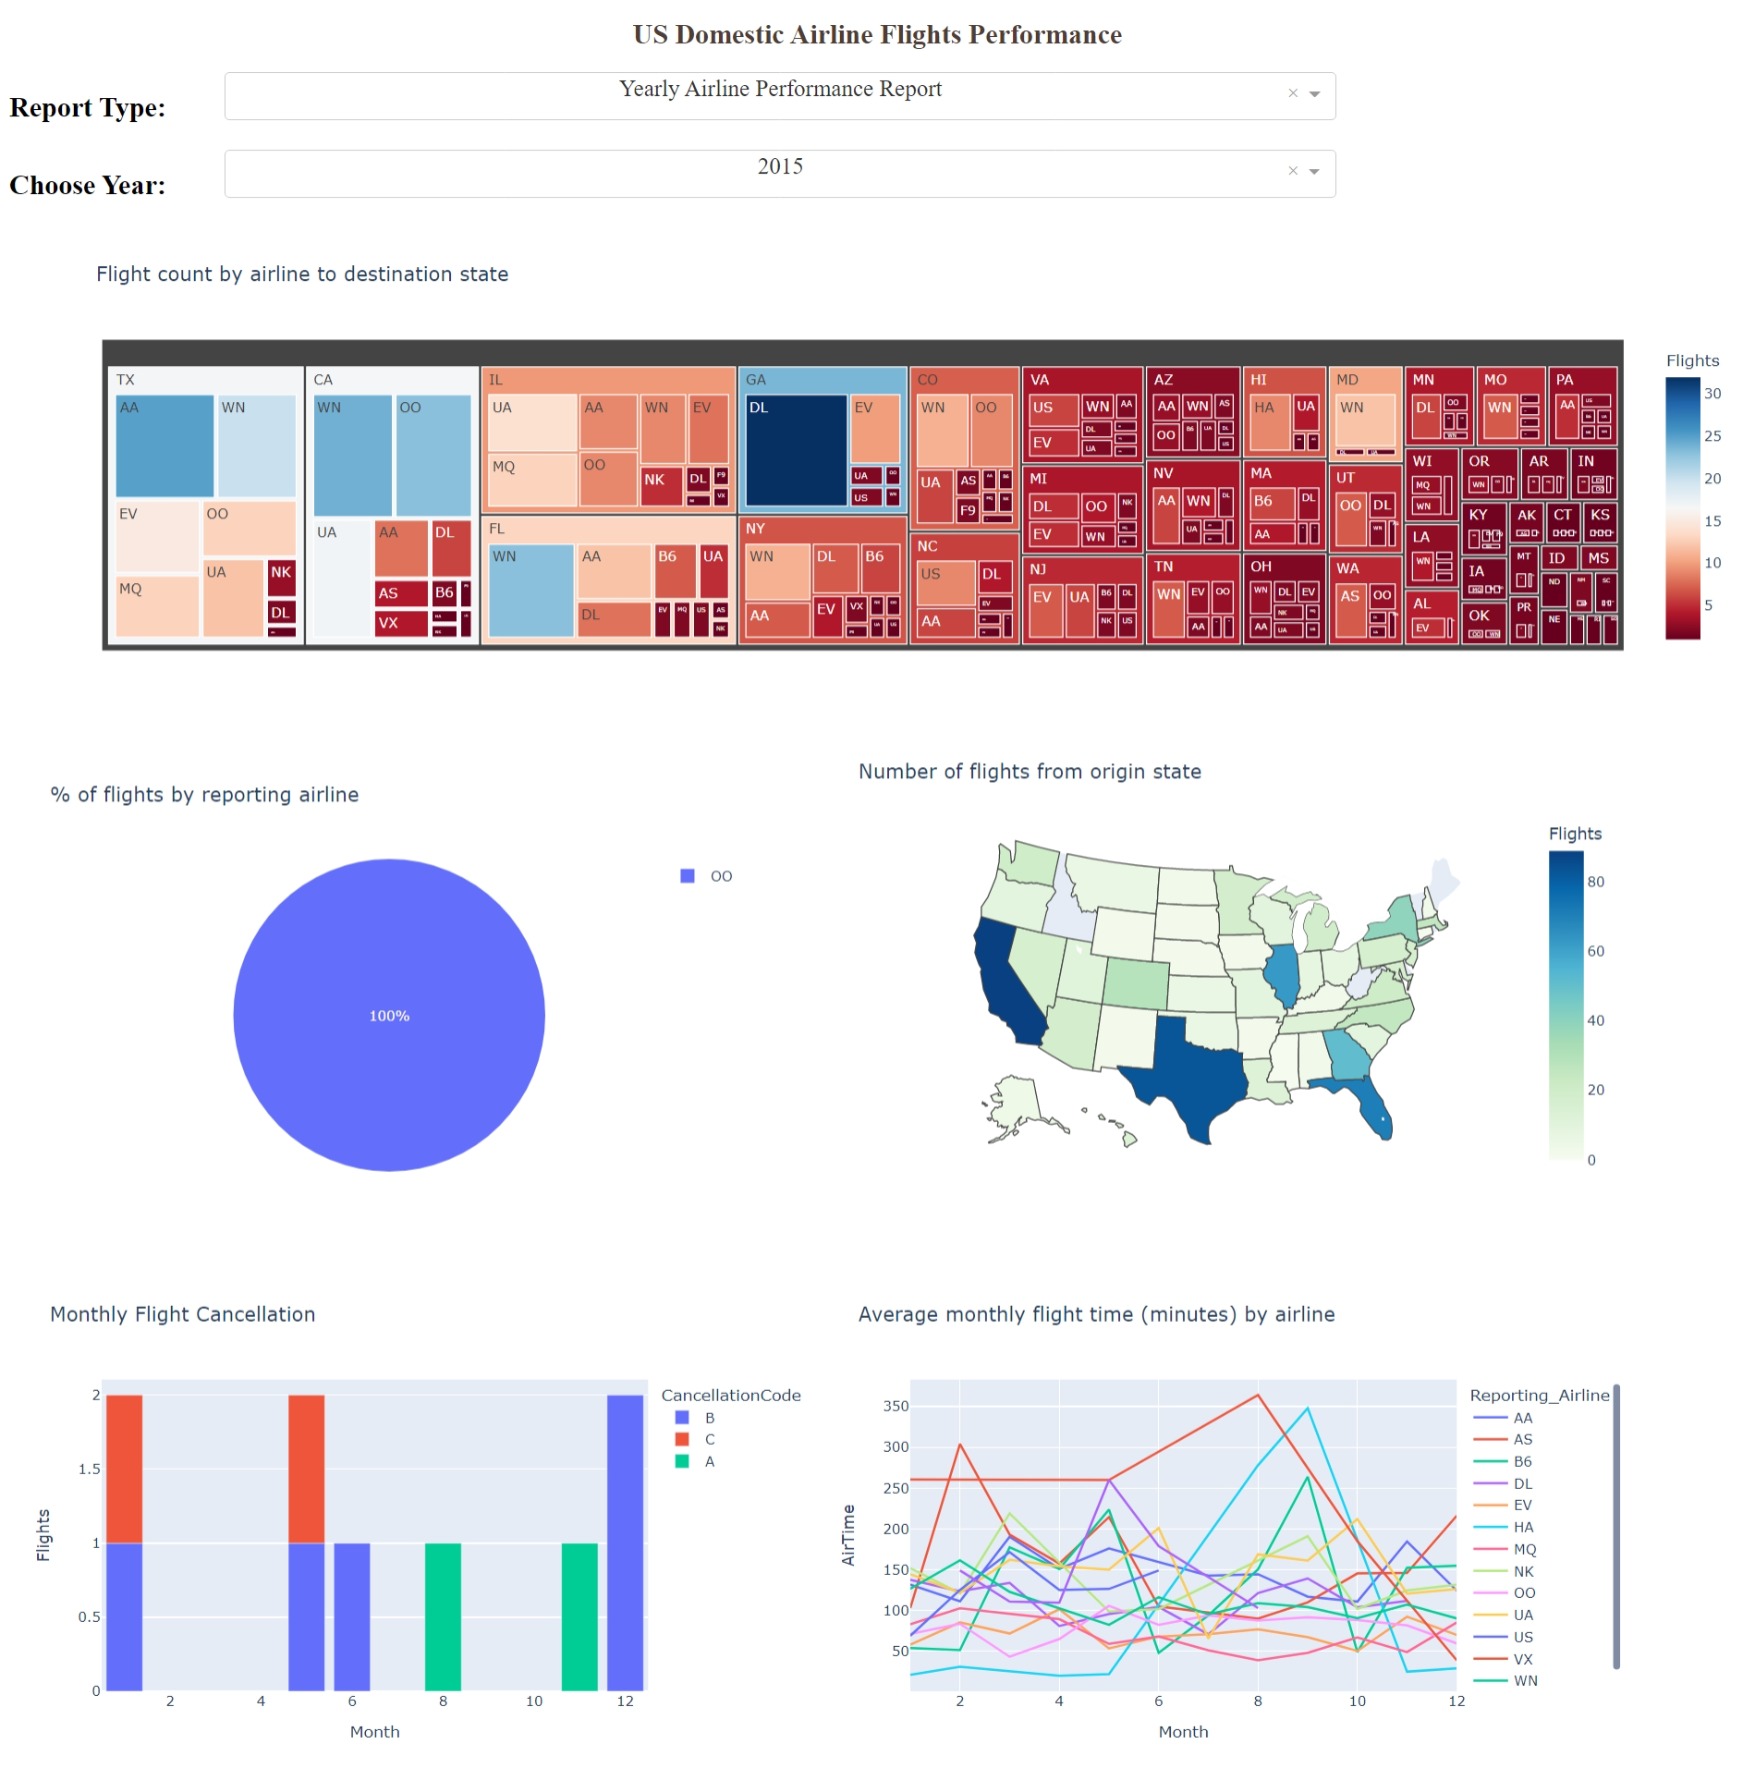 US Domestic Airline Flights Performance
Report Type:
Yearly Airline Performance Report
×
Choose Year:
2015
×
Flight count by airline to destination state
TX
AA
WN
EV
OO
MQ
UA
NK
DL
CA
WN
OO
UA
AA
DL
AS
B6
VX
IL
UA
AA
WN
EV
MQ
OO
NK
DL
F9
VX
FL
WN
AA
B6
UA
DL
EV
MQ
US
AS
NK
GA
DL
EV
UA
OO
US
WN
NY
WN
DL
B6
AA
EV
VX
CO
WN
OO
UA
AS
F9
NC
US
DL
EV
AA
VA
US
WN
AA
EV
DL
UA
MI
DL
OO
NK
EV
WN
NJ
EV
UA
B6
DL
NK
US
AZ
AA
WN
AS
OO
B6
UA
DL
US
NV
AA
WN
DL
UA
TN
WN
EV
OO
AA
HI
HA
UA
MA
B6
DL
AA
OH
WN
DL
EV
NK
AA
UA
MD
WN
UT
OO
DL
WN
WA
AS
OO
MN
DL
OO
MO
WN
PA
AA
WI
MQ
WN
LA
WN
AL
EV
OR
WN
AR
IN
KY
AK
CT
KS
IA
MT
ID
MS
OK
PR
ND
NM
SC
NE
Flights
30
25
20
15
10
5
% of flights by reporting airline
100%
OO
Number of flights from origin state
Flights
80
60
40
20
0
Monthly Flight Cancellation
2
1.5
1
0.5
0
Flights
2
4
6
8
10
12
Month
CancellationCode
B
C
A
Average monthly flight time (minutes) by airline
350
300
250
200
150
100
50
AirTime
2
4
6
8
10
12
Month
Reporting_Airline
AA
AS
B6
DL
EV
HA
MQ
NK
OO
UA
US
VX
WN